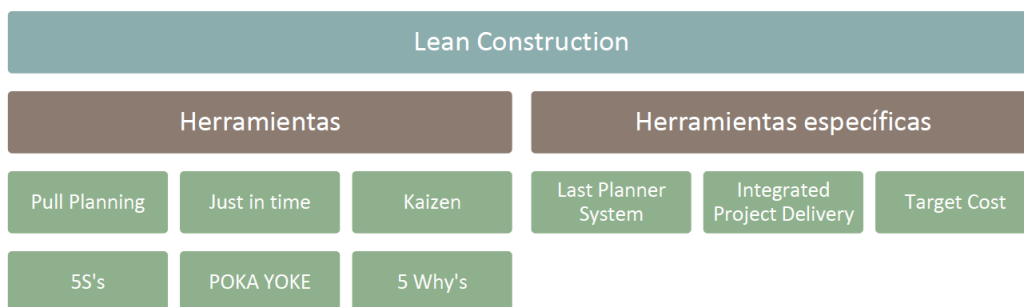 Lean Construction
Herramientas
Herramientas específicas
Pull Planning
Just in time
Kaizen
Last Planner
System
Integrated
Project Delivery
Target Cost
5S's
POKA YOKE
5 Why's